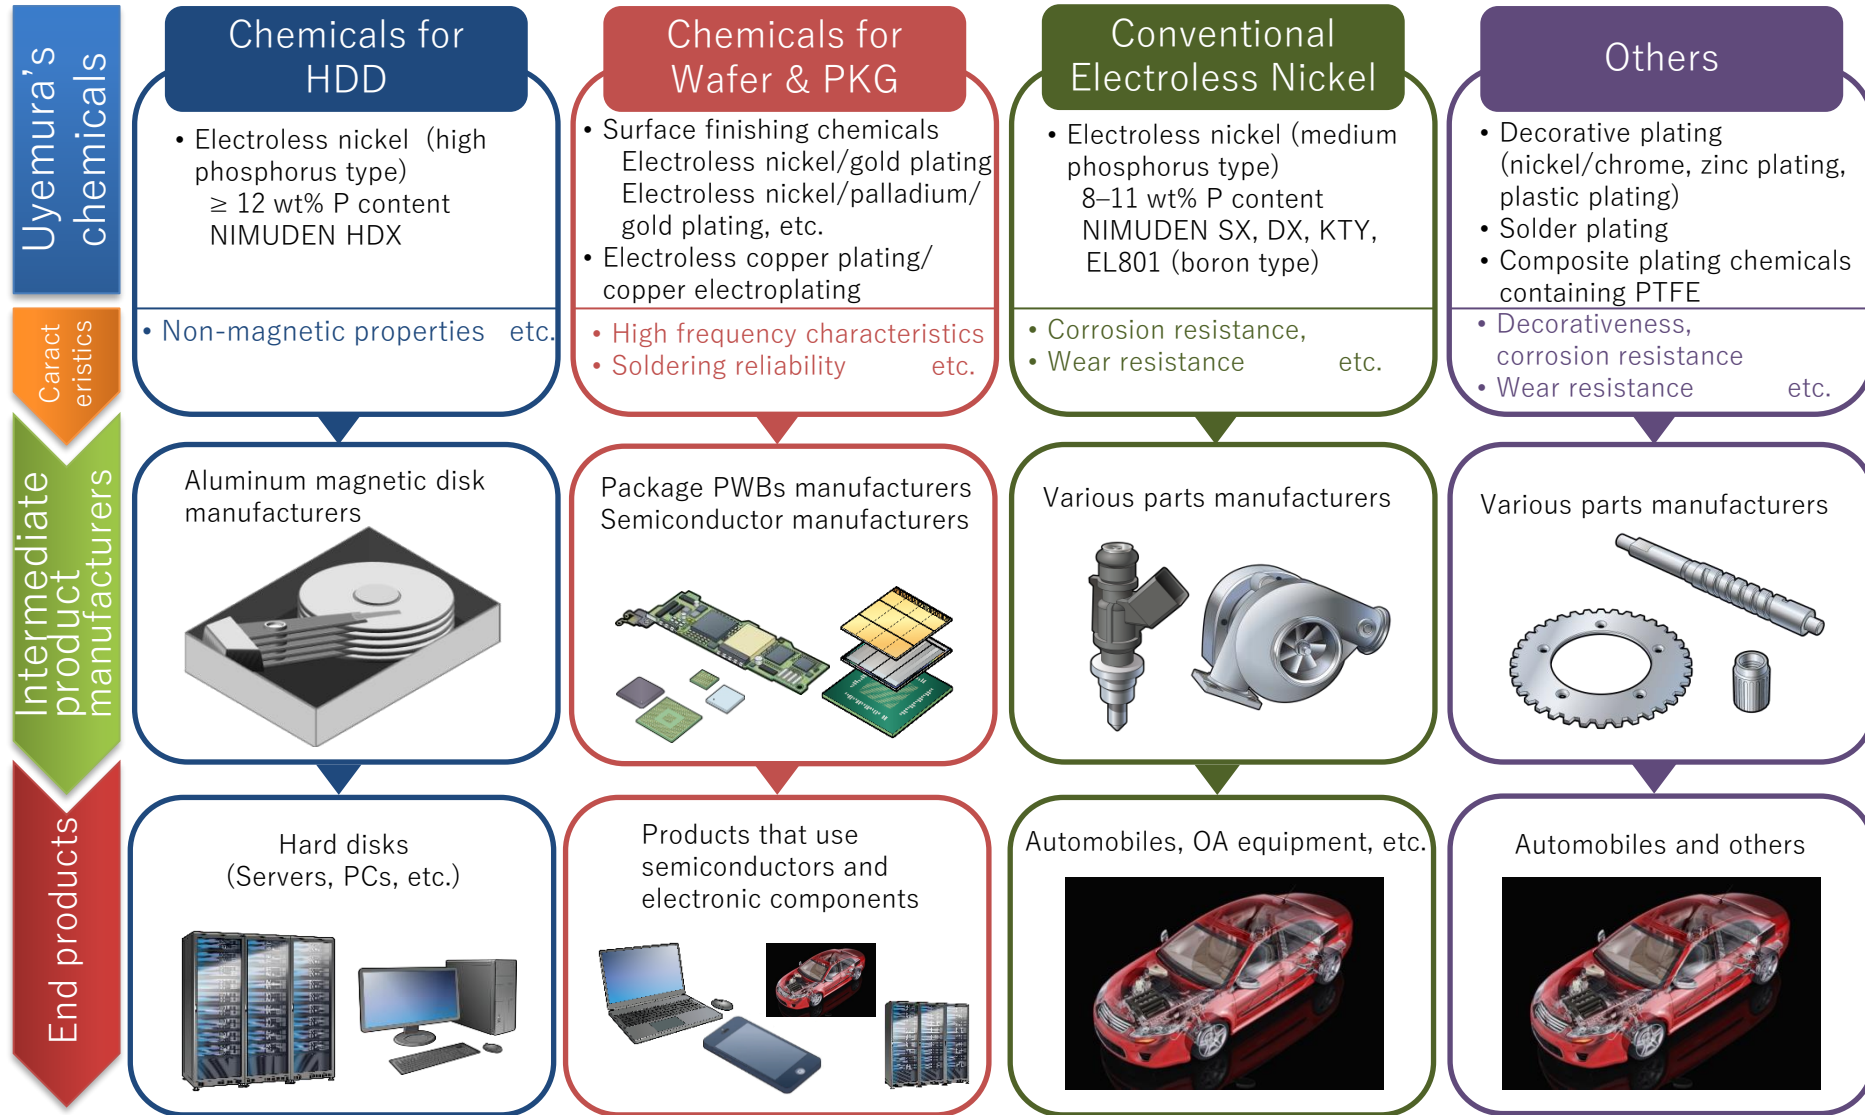 Uyemura's
chemicals
Caract
eristics
Intermediate
product
manufacturers
End products
Chemicals for
HDD
• Electroless nickel (high
phosphorus type)
≥ 12 wt% P content
NIMUDEN HDX
• Non-magnetic properties etc.
Aluminum magnetic disk
manufacturers
Hard disks
(Servers, PCs, etc.)
Chemicals for
Wafer & PKG
• Surface finishing chemicals
Electroless nickel/gold plating
Electroless nickel/palladium/
gold plating, etc.
• Electroless copper plating/
copper electroplating
• High frequency characteristics
• Soldering reliability etc.
Package PWBs manufacturers
Semiconductor manufacturers
Products that use
semiconductors and
electronic components
Conventional
Electroless Nickel
• Electroless nickel (medium
phosphorus type)
8–11 wt% P content
NIMUDEN SX, DX, KTY,
EL801 (boron type)
• Corrosion resistance,
• Wear resistance etc.
Various parts manufacturers
Automobiles, OA equipment, etc.
Others
• Decorative plating
(nickel/chrome, zinc plating,
plastic plating)
• Solder plating
• Composite plating chemicals
containing PTFE
• Decorativeness,
corrosion resistance
• Wear resistance etc.
Various parts manufacturers
Automobiles and others